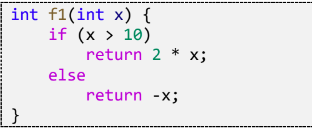 int f1(int x) {
    if (x > 10)
        return 2 * x;
    else
        return -x;
}